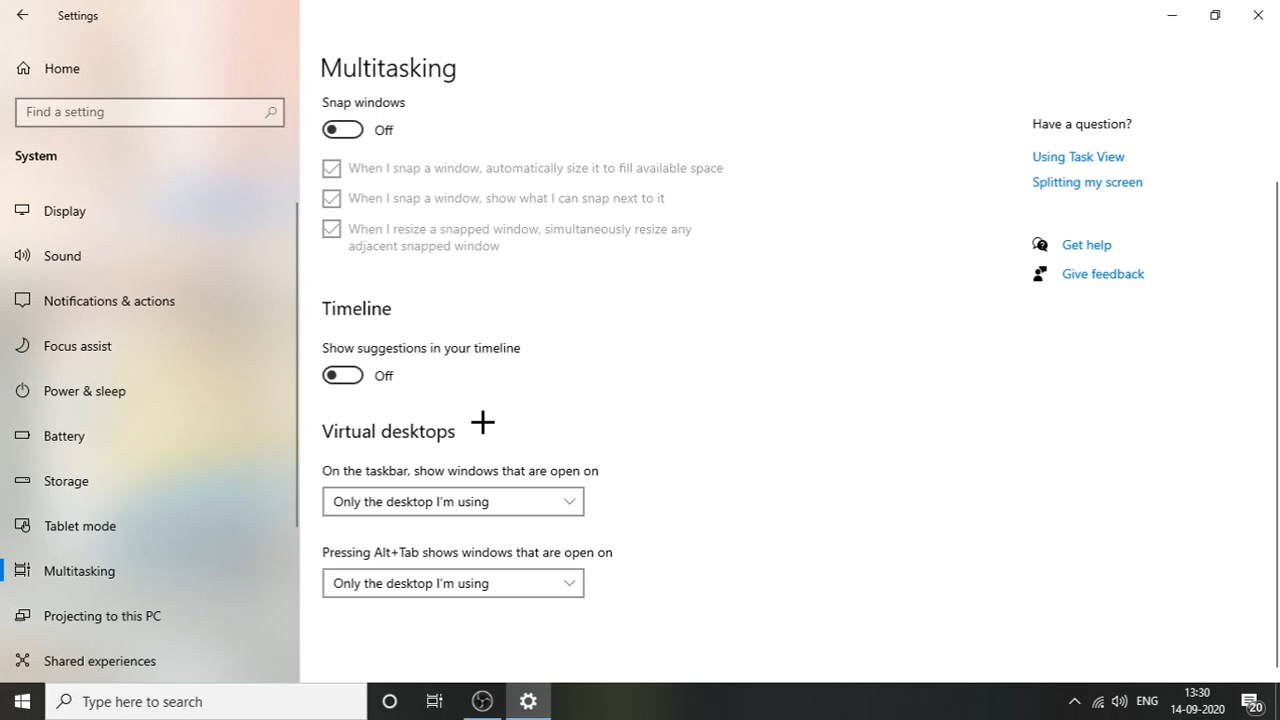 Settings
Home
Find a setting
System
Display
Sound
Notifications & actions
Focus assist
Power & sleep
Battery
Storage
Tablet mode
Multitasking
Projecting to this PC
Shared experiences
Multitasking
Snap windows
Off
When I snap a window, automatically size it to fill available space
When I snap a window, show what I can snap next to it
When I resize a snapped window, simultaneously resize any
adjacent snapped window
Timeline
Show suggestions in your timeline
Off
Virtual desktops
On the taskbar, show windows that are open on
Only the desktop I'm using
Pressing Alt+Tab shows windows that are open on
Only the desktop I'm using
Have a question?
Using Task View
Splitting my screen
Get help
Give feedback
Type here to search
ENG
13:30
14-09-2020
20